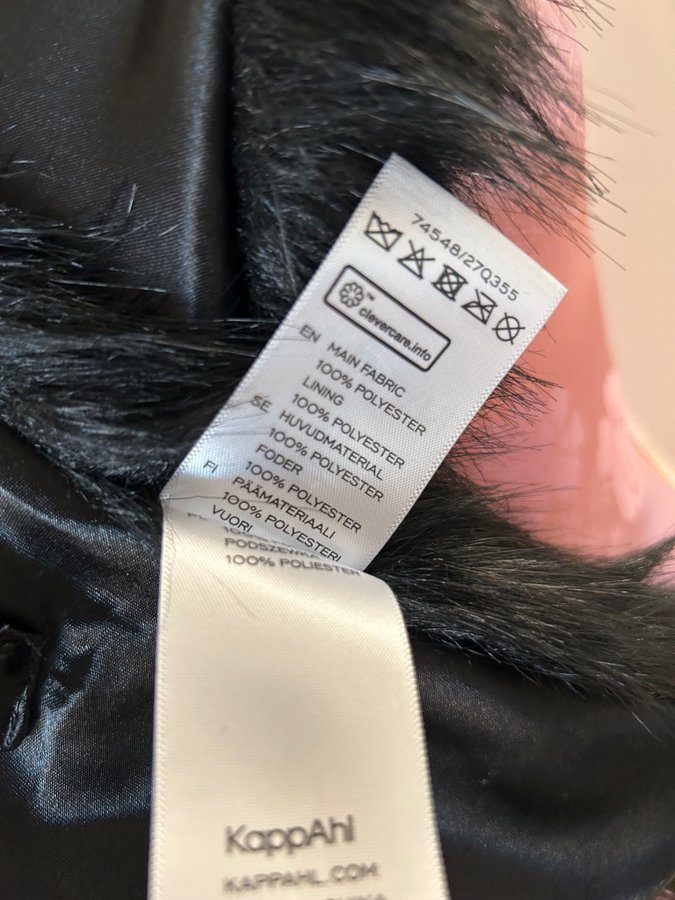 74548/27Q355
™
clevercare.info
EN MAIN FABRIC
100% POLYESTER
LINING
100% POLYESTER
SE HUVUDMATERIAL
100% POLYESTER
FODER
100% POLYESTER
FI PÄÄMATERIAALI
100% POLYESTERI
VUORI
PODSZEWKA
100% POLIESTER
KappAhl
KAPPAHL.COM